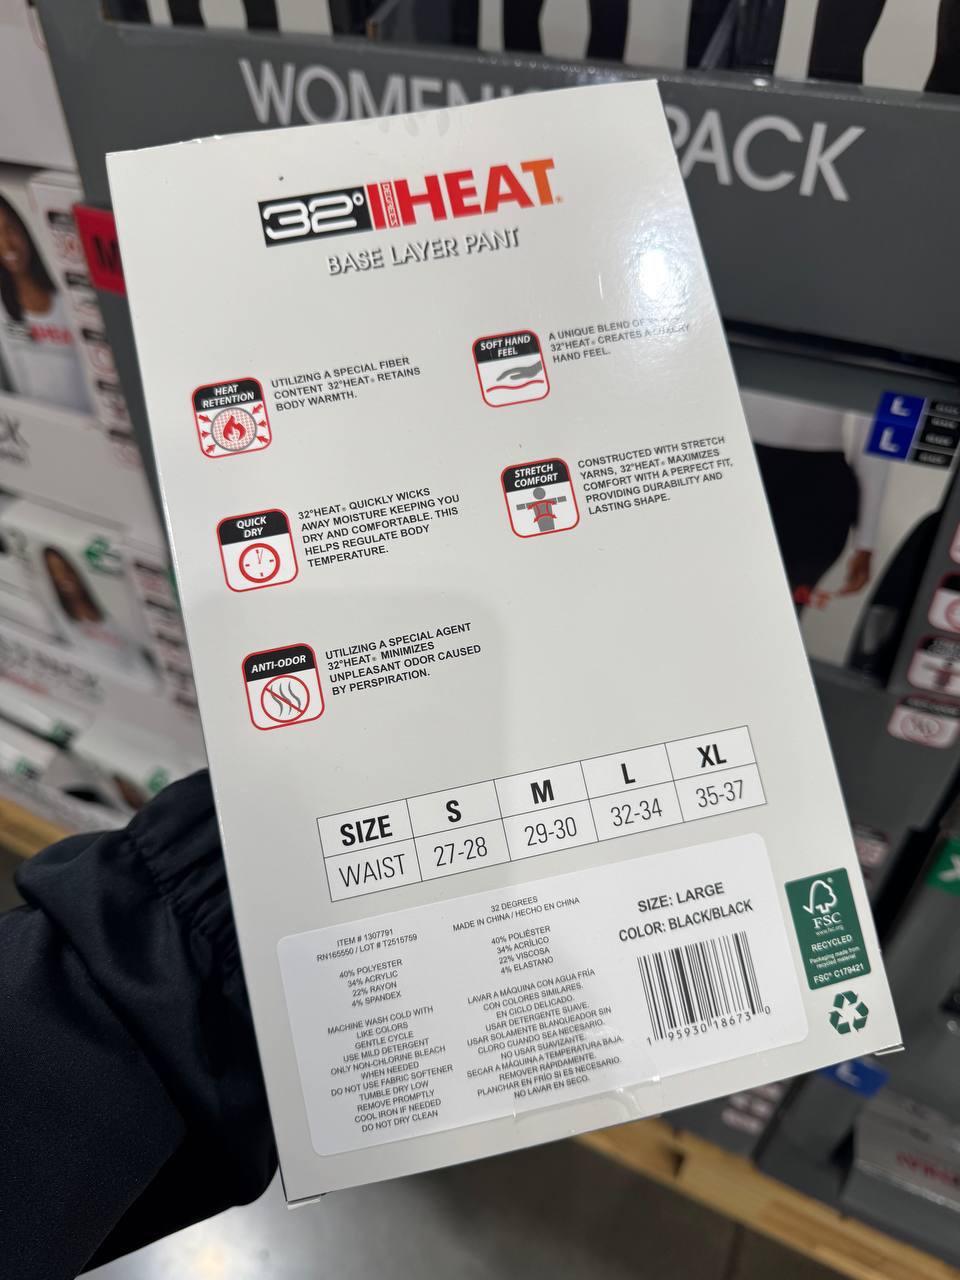 WOMEN'S
PACK
32° DEGREES HEAT
BASE LAYER PANT
HEAT
RETENTION
UTILIZING A SPECIAL FIBER
CONTENT 32°HEAT® RETAINS
BODY WARMTH.
SOFT HAND
FEEL
A UNIQUE BLEND OF
32°HEAT® CREATES A LUXURY
HAND FEEL.
QUICK
DRY
32°HEAT® QUICKLY WICKS
AWAY MOISTURE KEEPING YOU
DRY AND COMFORTABLE. THIS
HELPS REGULATE BODY
TEMPERATURE.
STRETCH
COMFORT
CONSTRUCTED WITH STRETCH
YARNS, 32°HEAT® MAXIMIZES
COMFORT WITH A PERFECT FIT,
PROVIDING DURABILITY AND
LASTING SHAPE.
ANTI-ODOR
UTILIZING A SPECIAL AGENT
32°HEAT® MINIMIZES
UNPLEASANT ODOR CAUSED
BY PERSPIRATION.
SIZE S M L XL
WAIST 27-28 29-30 32-34 35-37
ITEM # 1307791
RN165550 / LOT # T2515759
40% POLYESTER
34% ACRYLIC
22% RAYON
4% SPANDEX
MACHINE WASH COLD WITH
LIKE COLORS
GENTLE CYCLE
USE MILD DETERGENT
ONLY NON-CHLORINE BLEACH
WHEN NEEDED
DO NOT USE FABRIC SOFTENER
TUMBLE DRY LOW
REMOVE PROMPTLY
COOL IRON IF NEEDED
DO NOT DRY CLEAN
32 DEGREES
MADE IN CHINA / HECHO EN CHINA
40% POLIÉSTER
34% ACRÍLICO
22% VISCOSA
4% ELASTANO
LAVAR A MÁQUINA CON AGUA FRÍA
CON COLORES SIMILARES.
EN CICLO DELICADO.
USAR DETERGENTE SUAVE.
USAR SOLAMENTE BLANQUEADOR SIN
CLORO CUANDO SEA NECESARIO.
NO USAR SUAVIZANTE.
SECAR A MÁQUINA A TEMPERATURA BAJA.
REMOVER RÁPIDAMENTE.
PLANCHAR EN FRÍO SI ES NECESARIO.
NO LAVAR EN SECO.
SIZE: LARGE
COLOR: BLACK/BLACK
1 95930 18673 0
FSC
www.fsc.org
RECYCLED
Packaging made from
recycled material
FSC® C179421
L
L